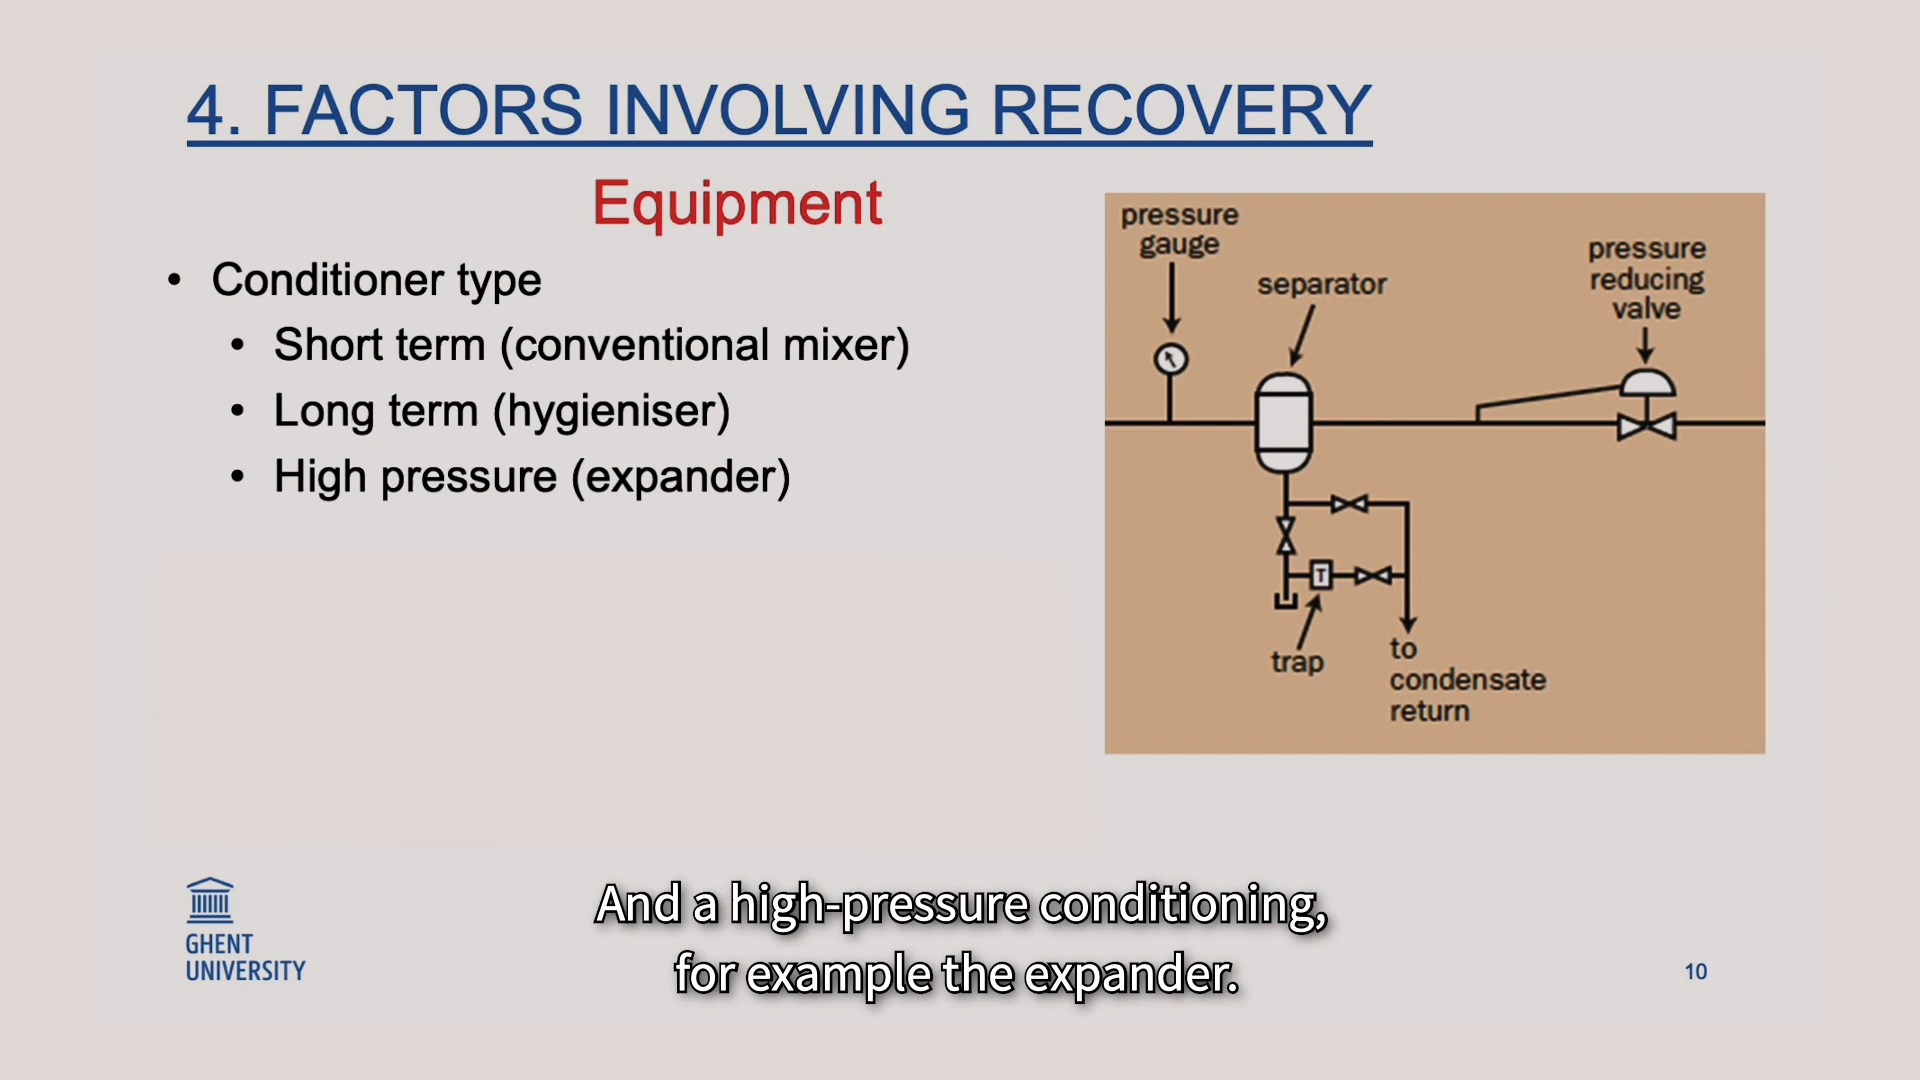 4. FACTORS INVOLVING RECOVERY
Equipment
• Conditioner type
• Short term (conventional mixer)
• Long term (hygieniser)
• High pressure (expander)
pressure
gauge
separator
pressure
reducing
valve
T
trap
to
condensate
return
GHENT
UNIVERSITY
And a high-pressure conditioning,
for example the expander.
10